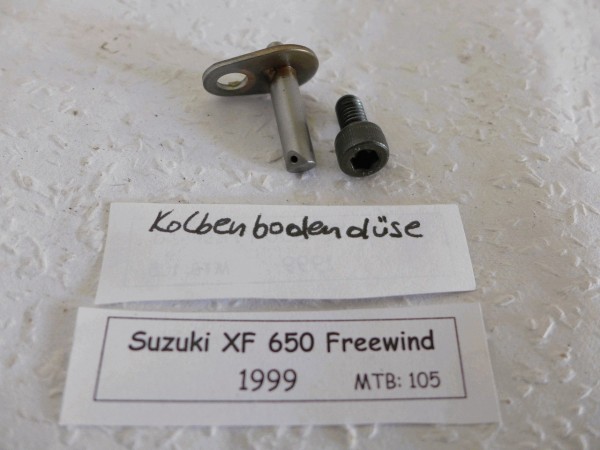 Kolbenbodendüse
Suzuki XF 650 Freewind
1999 MTB: 105